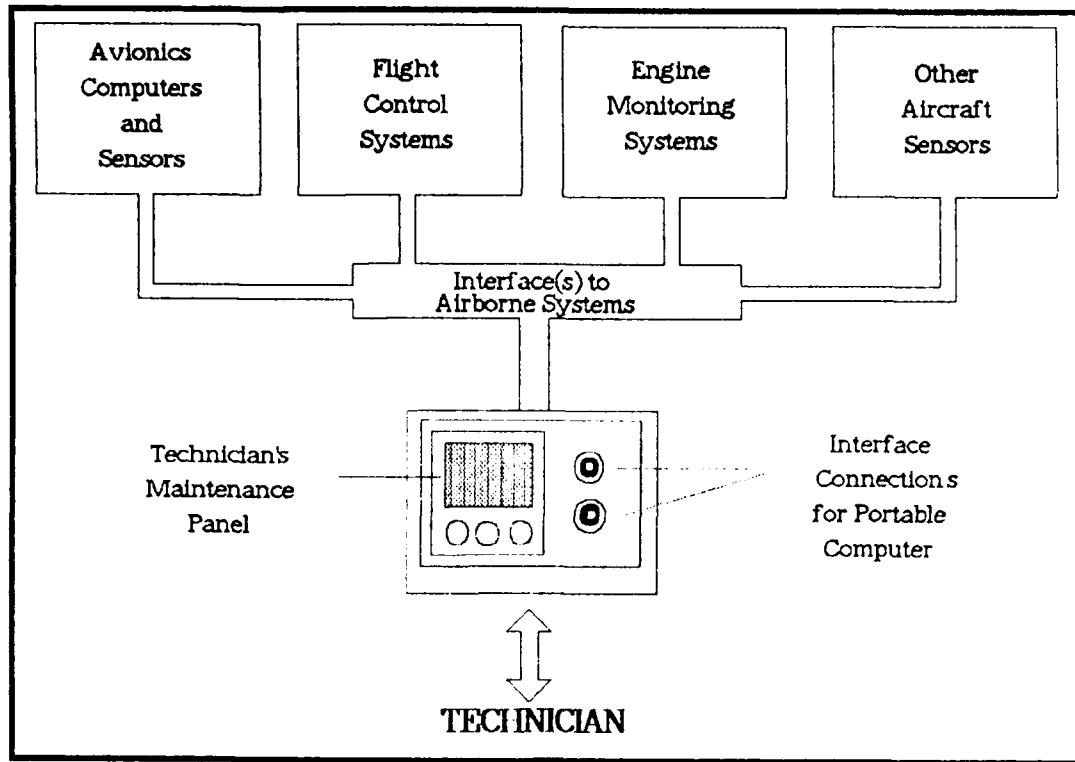 Avionics
Computers
and
Sensors
Flight
Control
Systems
Engine
Monitoring
Systems
Other
Aircraft
Sensors
Interface(s) to
Airborne Systems
Technician's
Maintenance
Panel
Interface
Connections
for Portable
Computer
TECHNICIAN